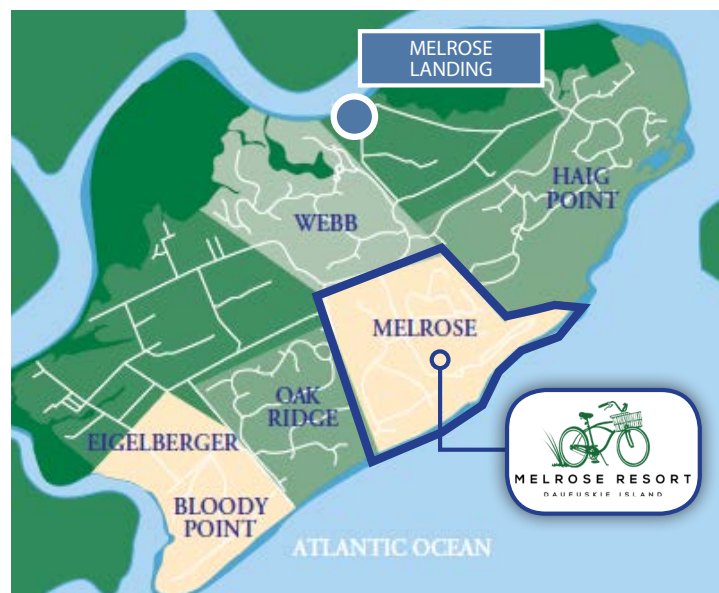 MELROSE
LANDING
HAIG
POINT
WEBB
MELROSE
OAK
RIDGE
EIGELBERGER
BLOODY
POINT
MELROSE RESORT
DAUFUSKIE ISLAND
ATLANTIC OCEAN